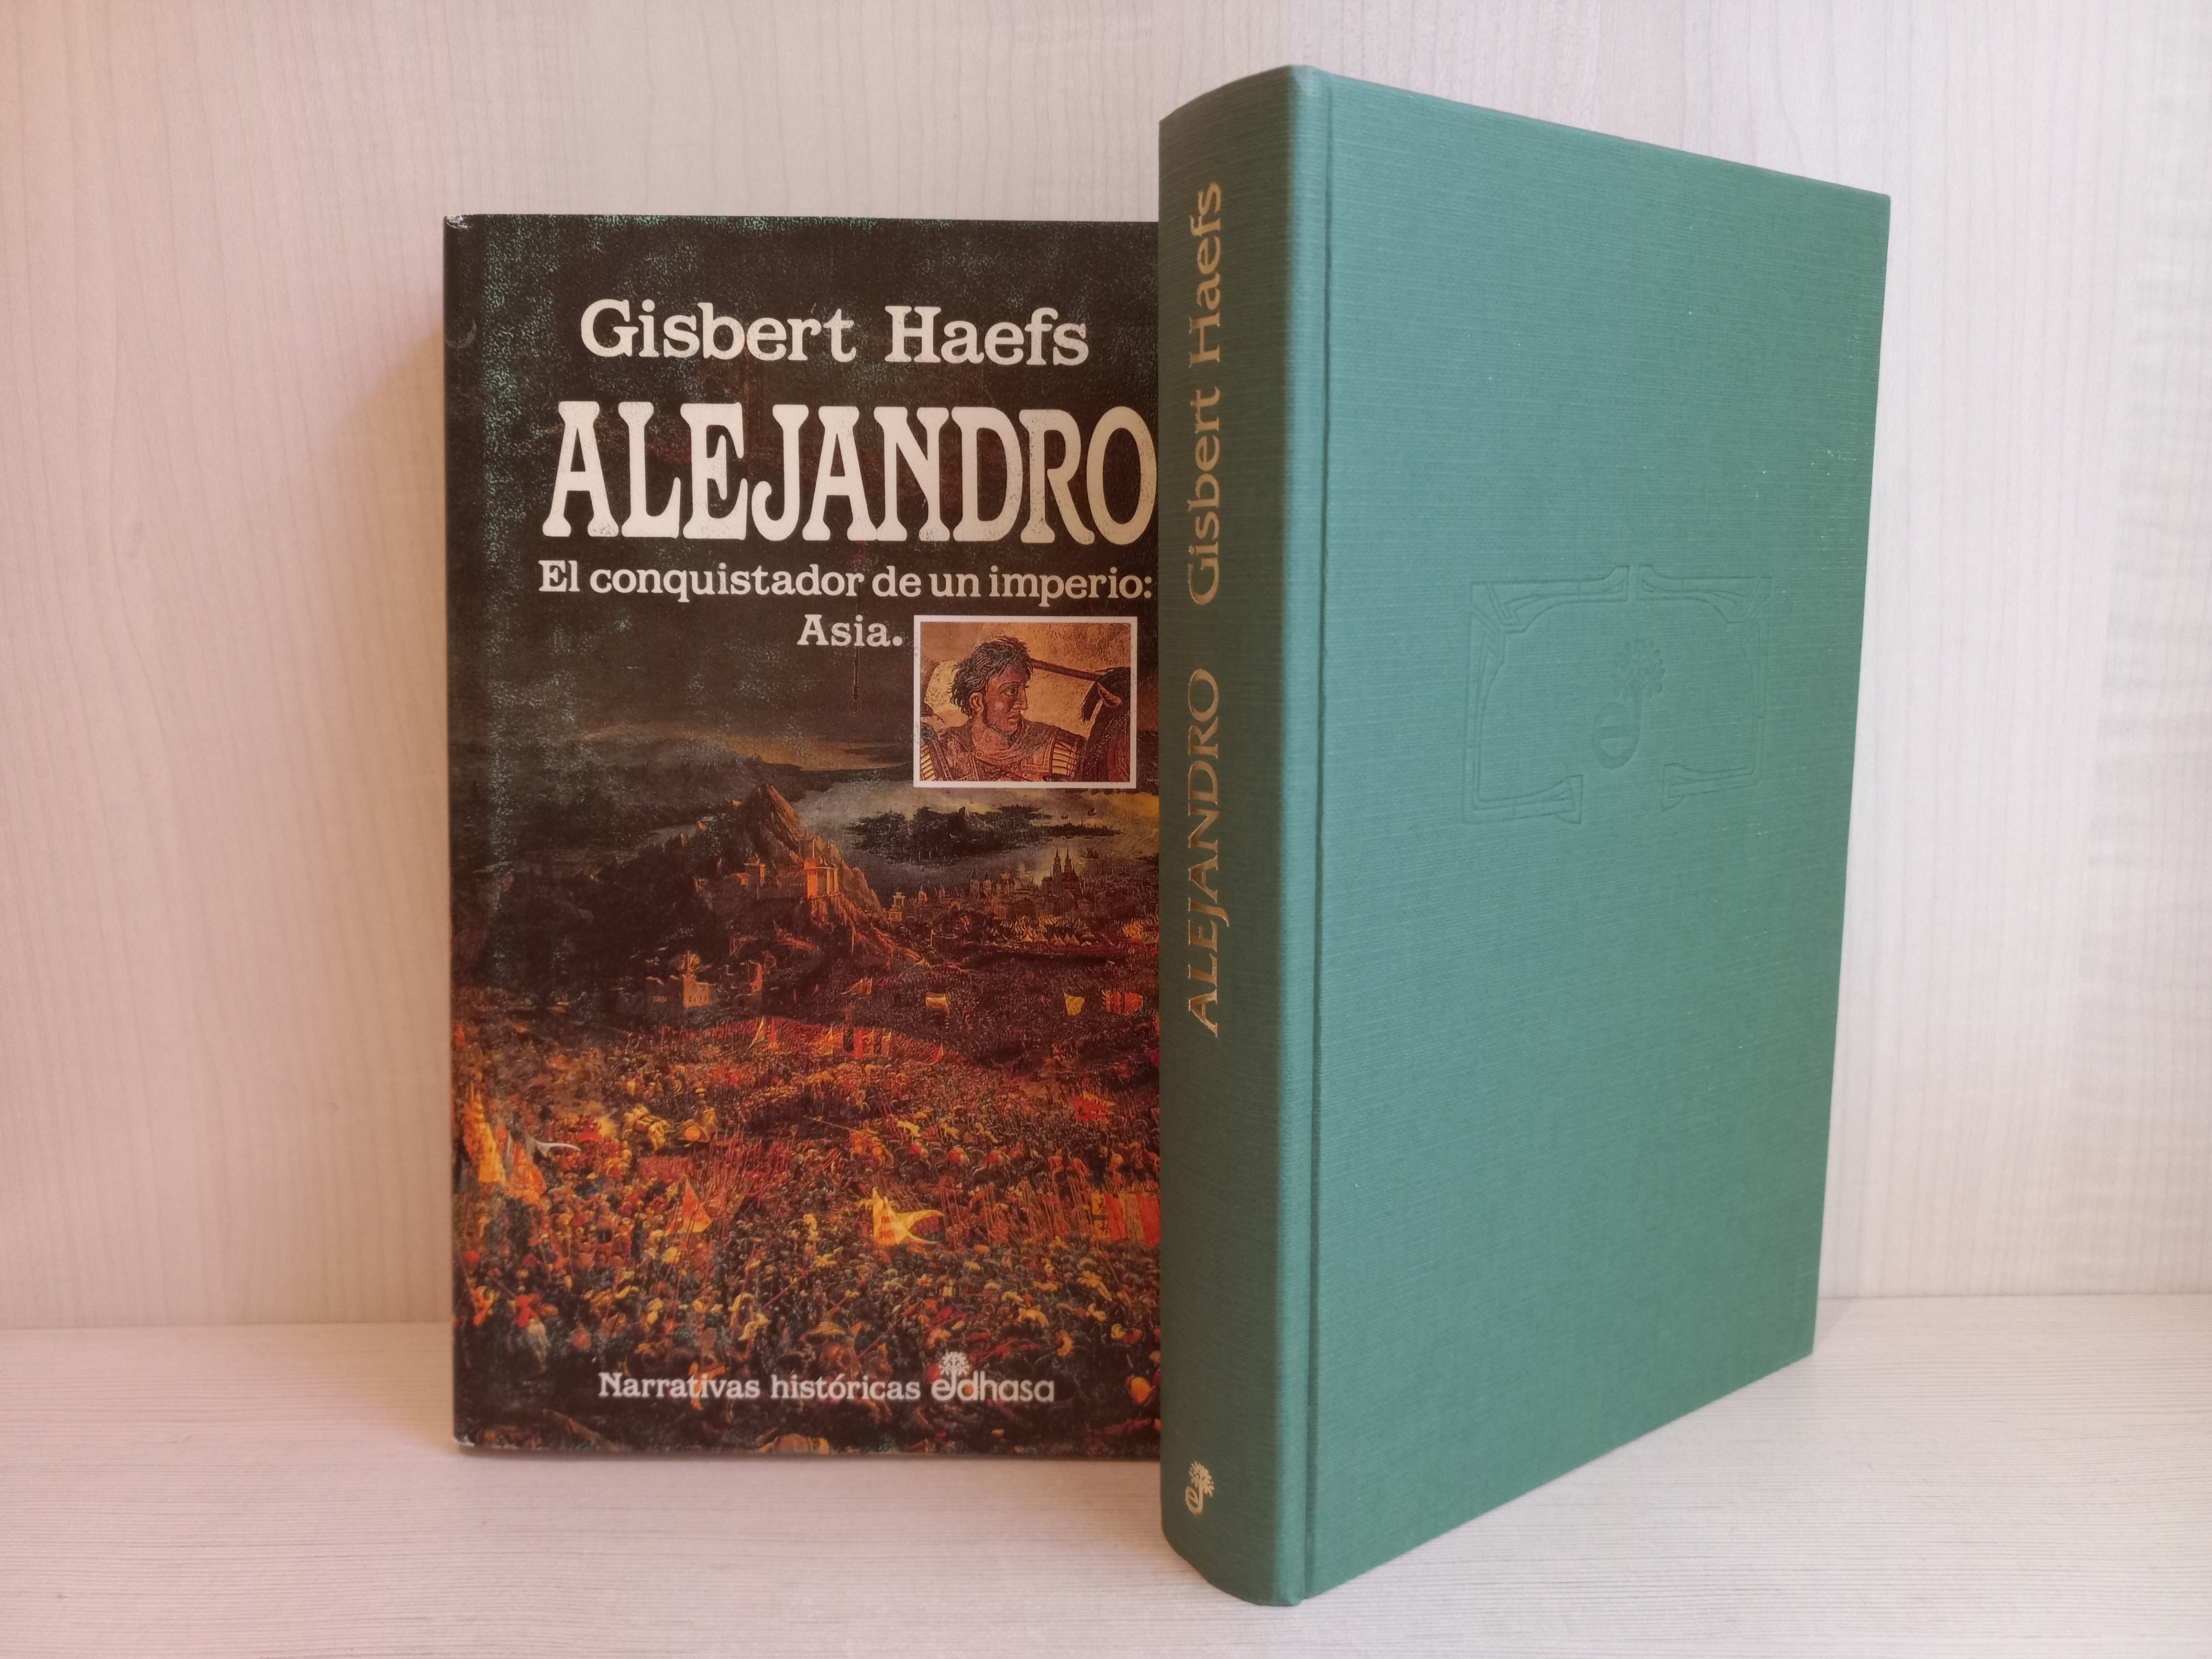 Gisbert Haefs
ALEJANDRO
El conquistador de un imperio:
Asia.
Narrativas históricas edhasa
ALEJANDRO Gisbert Haefs
e
e